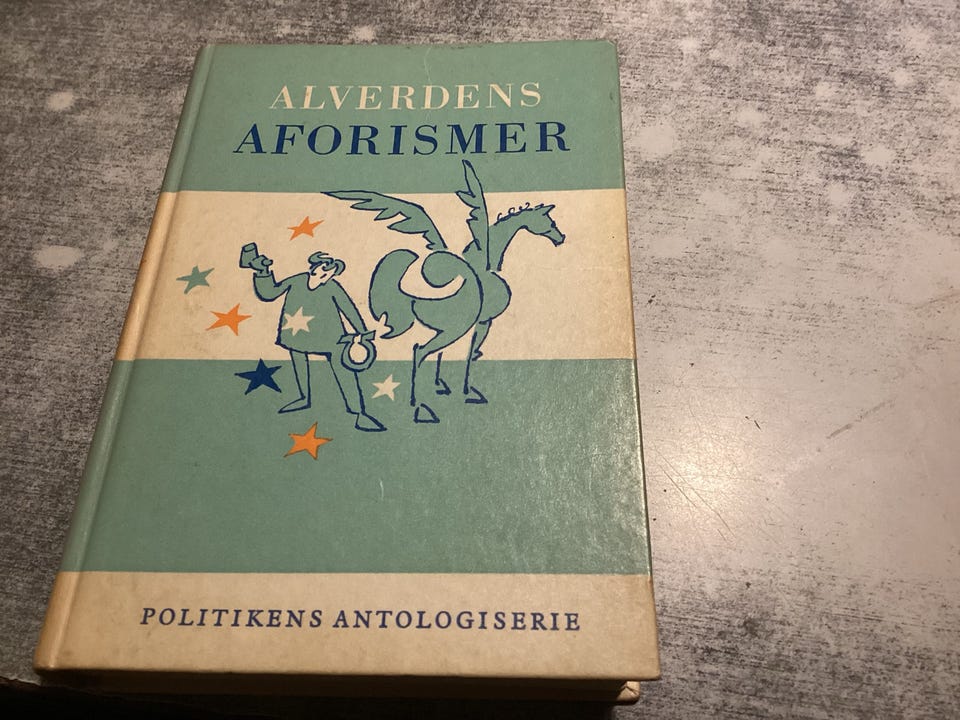 ALVERDENS
AFORISMER
POLITIKENS ANTOLOGISERIE